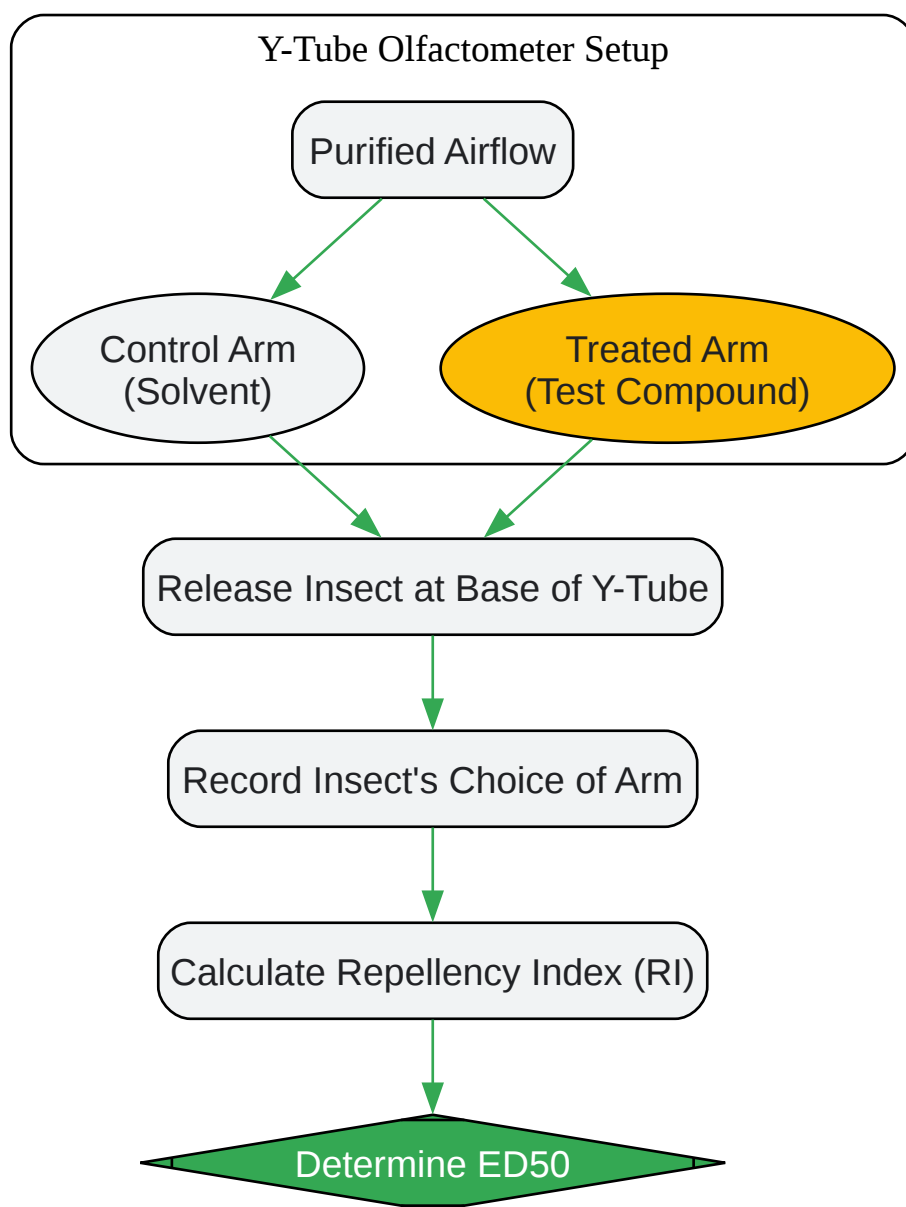 Y-Tube Olfactometer Setup
Purified Airflow
Control Arm
(Solvent)
Treated Arm
(Test Compound)
Release Insect at Base of Y-Tube
Record Insect's Choice of Arm
Calculate Repellency Index (RI)
Determine ED50